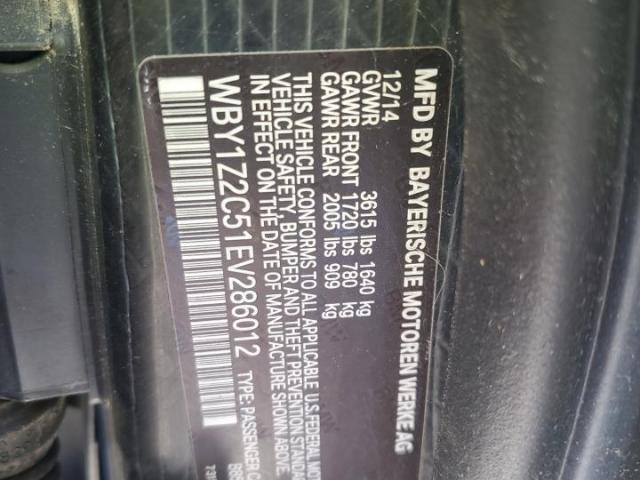 MFD BY BAYERISCHE MOTOREN WERKE AG
12/14
GVWR 3615 lbs 1640 kg
GAWR FRONT 1720 lbs 780 kg
GAWR REAR 2005 lbs 909 kg
THIS VEHICLE CONFORMS TO ALL APPLICABLE U.S. FEDERAL MOT
VEHICLE SAFETY, BUMPER AND THEFT PREVENTION STANDA
IN EFFECT ON THE DATE OF MANUFACTURE SHOWN ABOVE.
WBY1Z2C51EV286012 TYPE: PASSENGER C